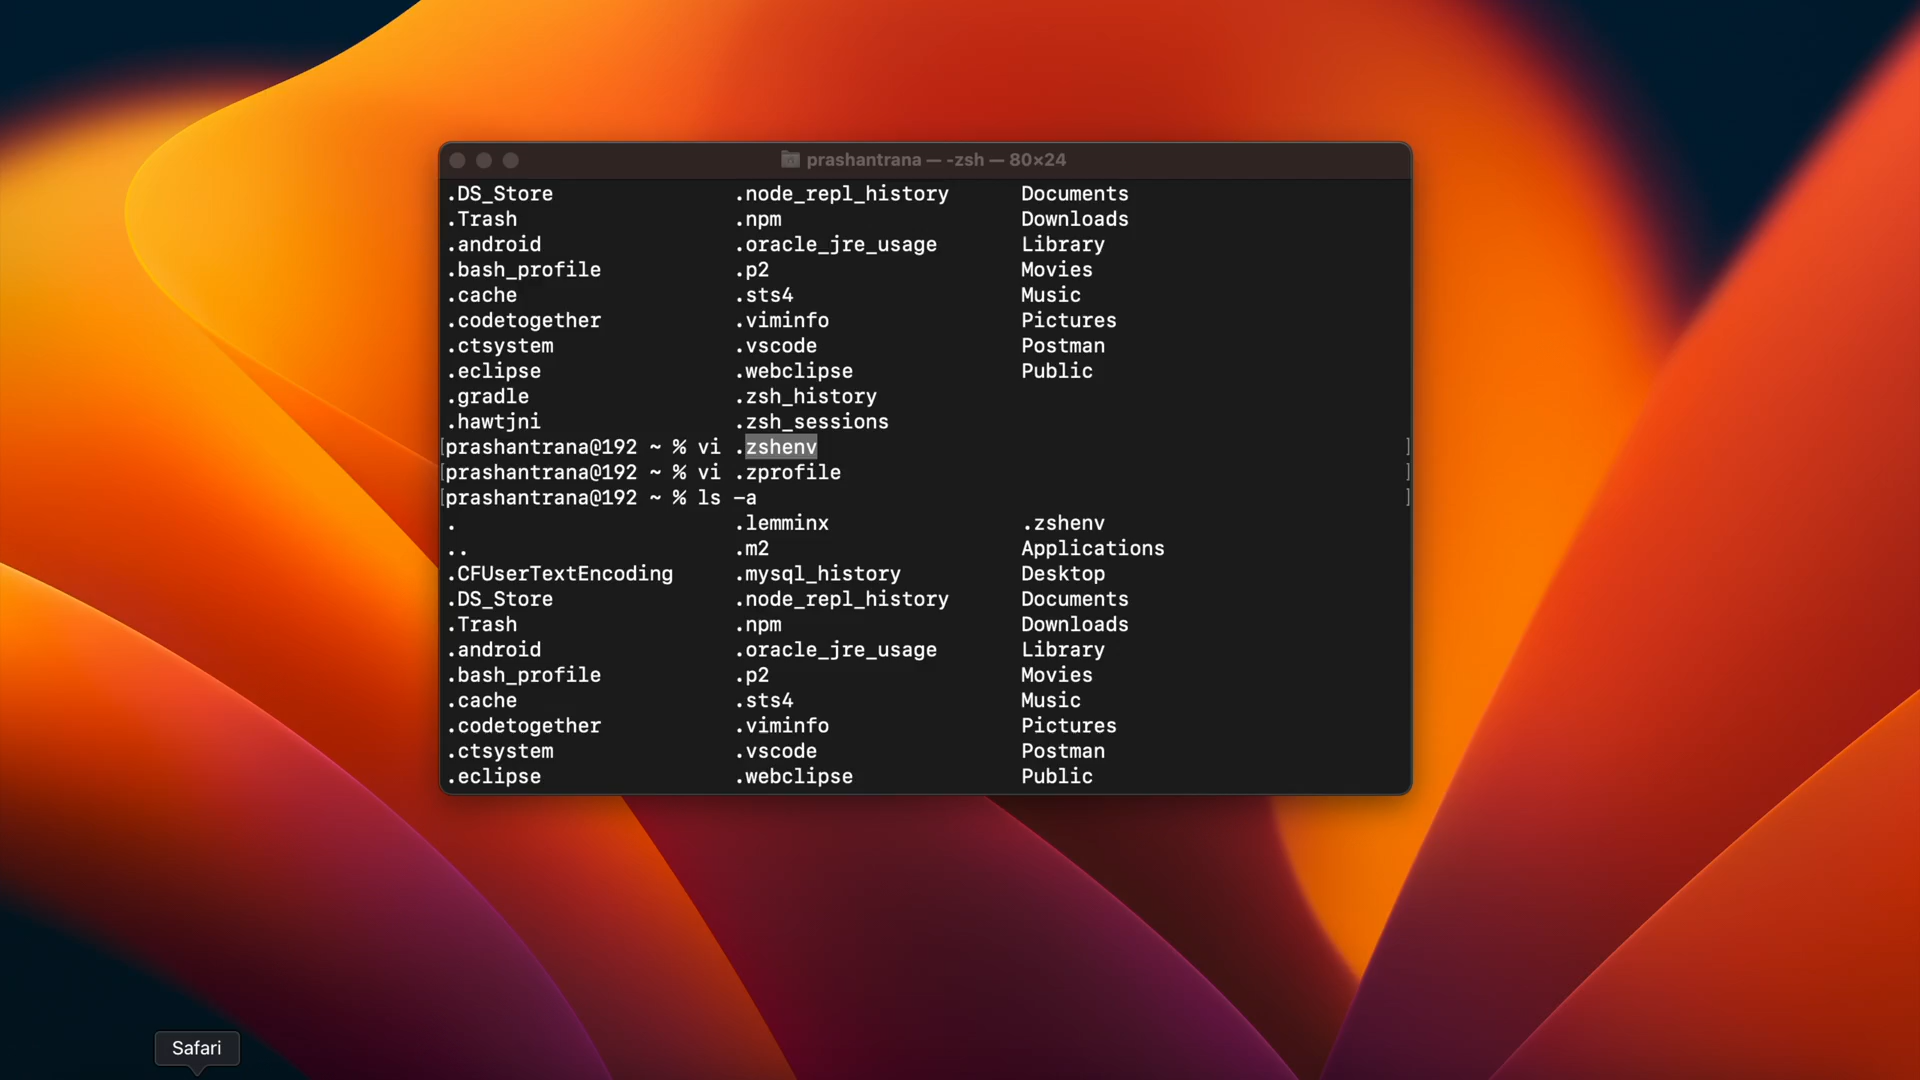 prashantrana — -zsh — 80×24
.DS_Store .node_repl_history Documents
.Trash .npm Downloads
.android .oracle_jre_usage Library
.bash_profile .p2 Movies
.cache .sts4 Music
.codetogether .viminfo Pictures
.ctsystem .vscode Postman
.eclipse .webclipse Public
.gradle .zsh_history
.hawtjni .zsh_sessions
[prashantrana@192 ~ % vi .zshenv ]
[prashantrana@192 ~ % vi .zprofile ]
[prashantrana@192 ~ % ls -a ]
. .lemminx .zshenv
.. .m2 Applications
.CFUserTextEncoding .mysql_history Desktop
.DS_Store .node_repl_history Documents
.Trash .npm Downloads
.android .oracle_jre_usage Library
.bash_profile .p2 Movies
.cache .sts4 Music
.codetogether .viminfo Pictures
.ctsystem .vscode Postman
.eclipse .webclipse Public
Safari